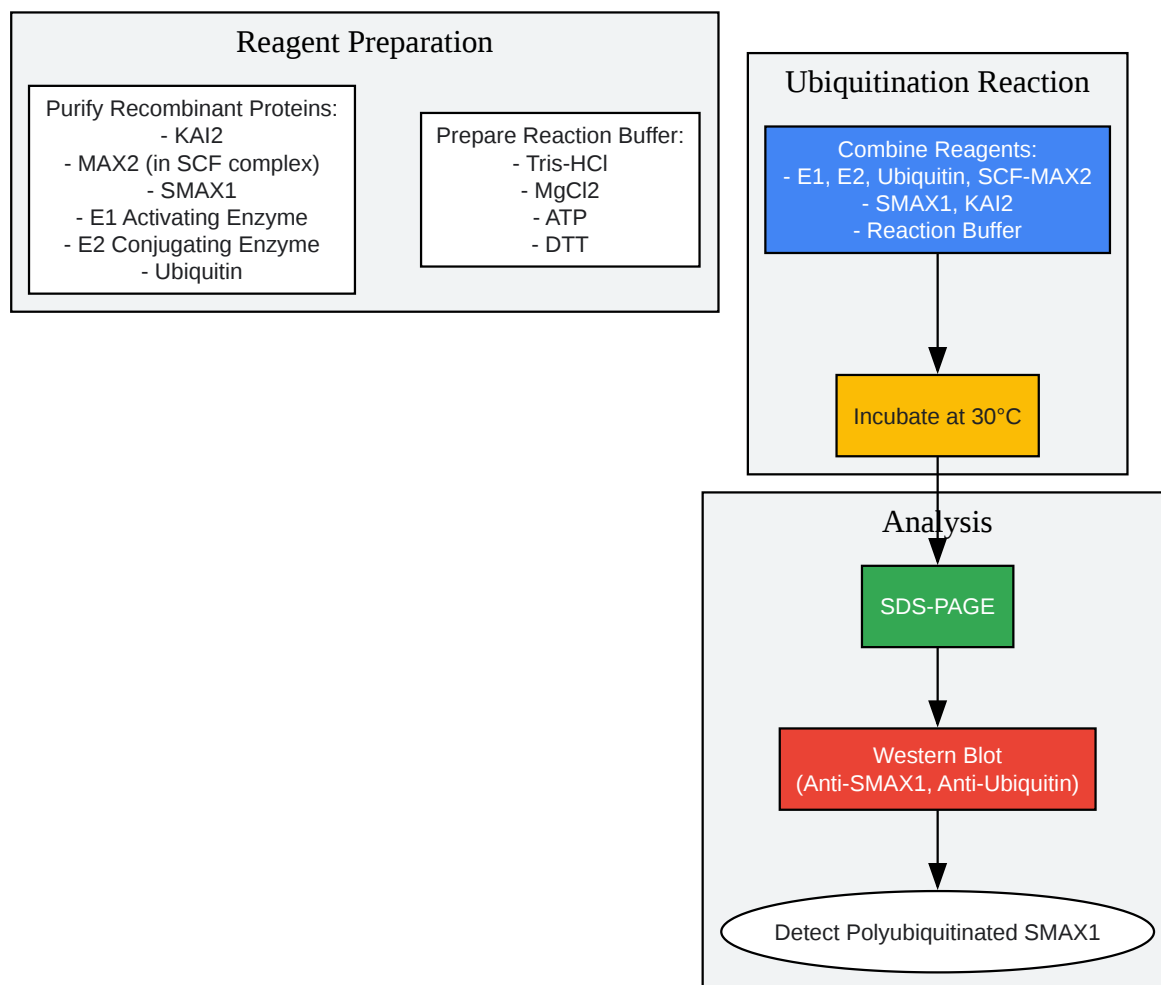 Reagent Preparation
Purify Recombinant Proteins:
- KAI2
- MAX2 (in SCF complex)
- SMAX1
- E1 Activating Enzyme
- E2 Conjugating Enzyme
- Ubiquitin
Prepare Reaction Buffer:
- Tris-HCl
- MgCl2
- ATP
- DTT
Ubiquitination Reaction
Combine Reagents:
- E1, E2, Ubiquitin, SCF-MAX2
- SMAX1, KAI2
- Reaction Buffer
Incubate at 30°C
Analysis
SDS-PAGE
Western Blot
(Anti-SMAX1, Anti-Ubiquitin)
Detect Polyubiquitinated SMAX1